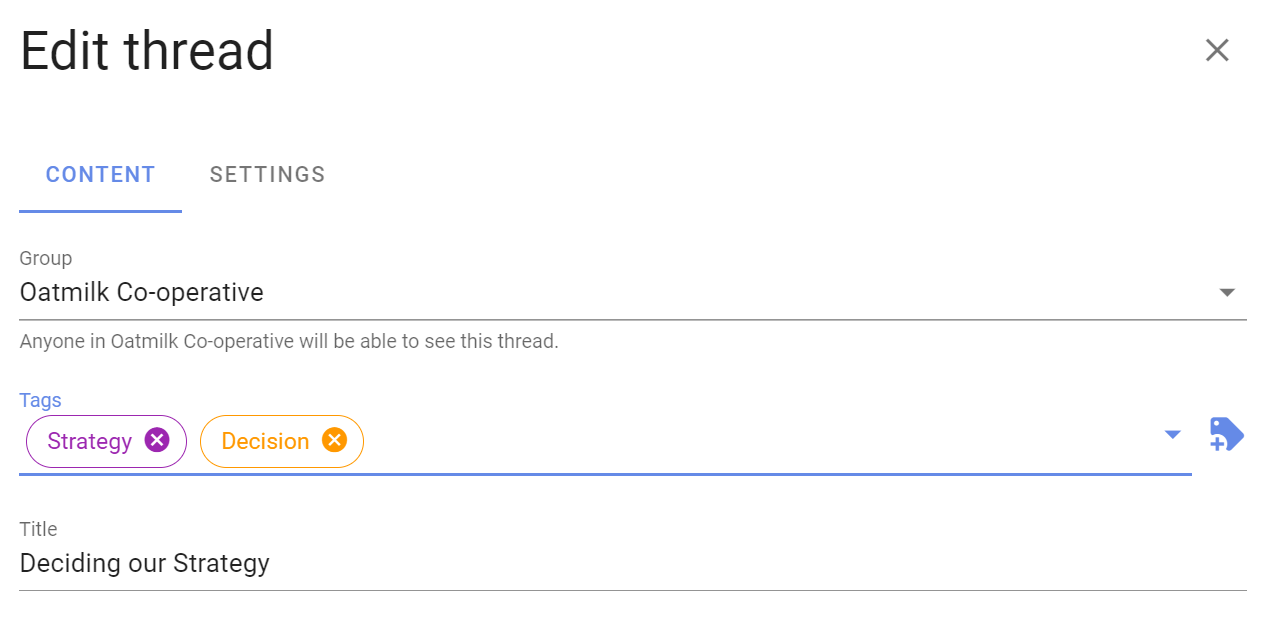 Edit thread
CONTENT SETTINGS
Group
Oatmilk Co-operative
Anyone in Oatmilk Co-operative will be able to see this thread.
Tags
Strategy Decision
Title
Deciding our Strategy